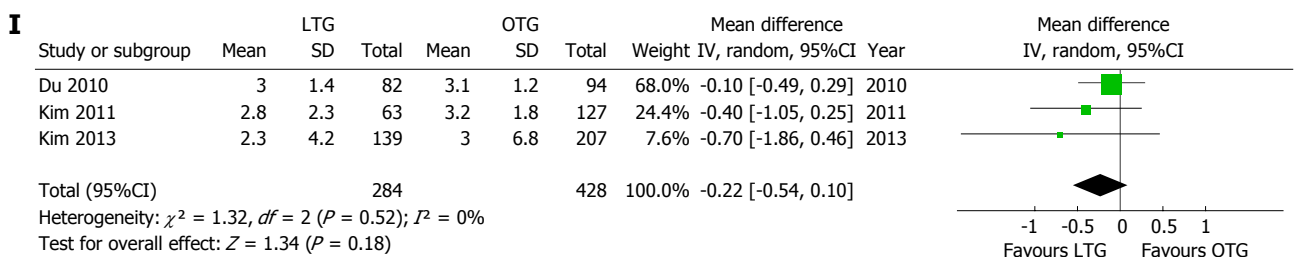 I
LTG OTG Mean difference Mean difference
Study or subgroup Mean SD Total Mean SD Total Weight IV, random, 95%CI Year IV, random, 95%CI
Du 2010 3 1.4 82 3.1 1.2 94 68.0% -0.10 [-0.49, 0.29] 2010
Kim 2011 2.8 2.3 63 3.2 1.8 127 24.4% -0.40 [-1.05, 0.25] 2011
Kim 2013 2.3 4.2 139 3 6.8 207 7.6% -0.70 [-1.86, 0.46] 2013
Total (95%CI) 284 428 100.0% -0.22 [-0.54, 0.10]
Heterogeneity: χ² = 1.32, df = 2 (P = 0.52); I² = 0%
Test for overall effect: Z = 1.34 (P = 0.18)
-1 -0.5 0 0.5 1
Favours LTG Favours OTG